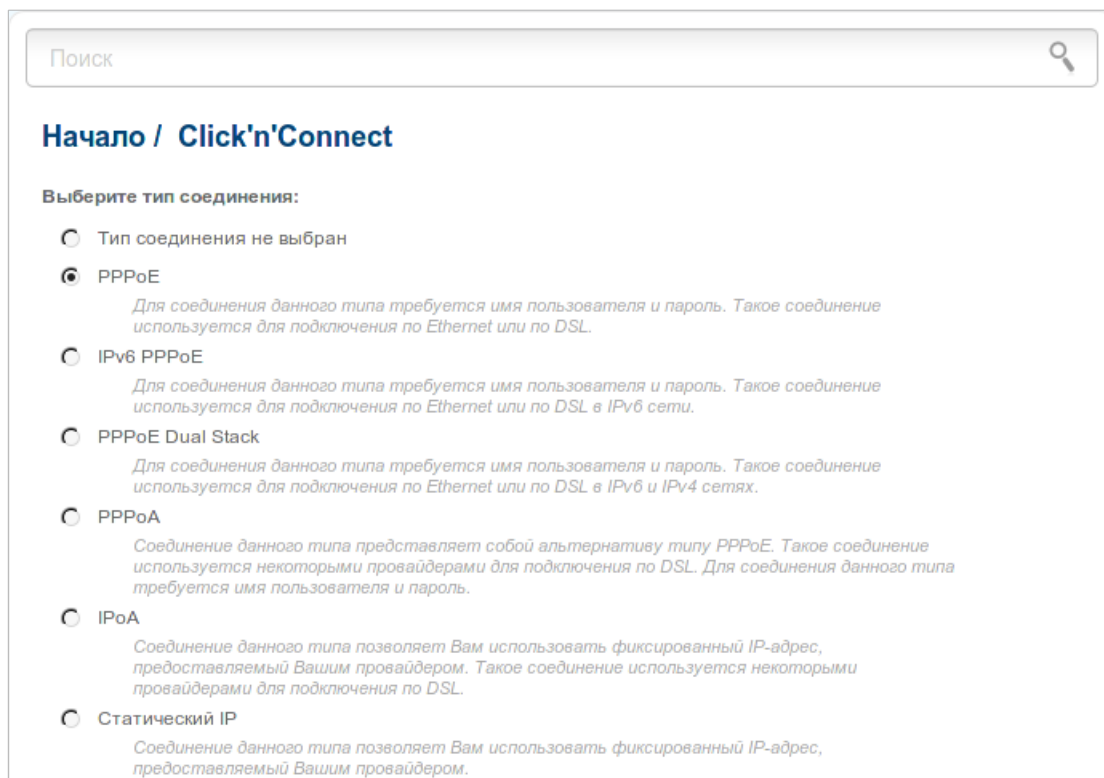 Поиск
Начало / Click'n'Connect
Выберите тип соединения:
Тип соединения не выбран
PPPoE
Для соединения данного типа требуется имя пользователя и пароль. Такое соединение
используется для подключения по Ethernet или по DSL.
IPv6 PPPoE
Для соединения данного типа требуется имя пользователя и пароль. Такое соединение
используется для подключения по Ethernet или по DSL в IPv6 сети.
PPPoE Dual Stack
Для соединения данного типа требуется имя пользователя и пароль. Такое соединение
используется для подключения по Ethernet или по DSL в IPv6 и IPv4 сетях.
PPPoA
Соединение данного типа представляет собой альтернативу типу PPPoE. Такое соединение
используется некоторыми провайдерами для подключения по DSL. Для соединения данного типа
требуется имя пользователя и пароль.
IPoA
Соединение данного типа позволяет Вам использовать фиксированный IP-адрес,
предоставляемый Вашим провайдером. Такое соединение используется некоторыми
провайдерами для подключения по DSL.
Статический IP
Соединение данного типа позволяет Вам использовать фиксированный IP-адрес,
предоставляемый Вашим провайдером.